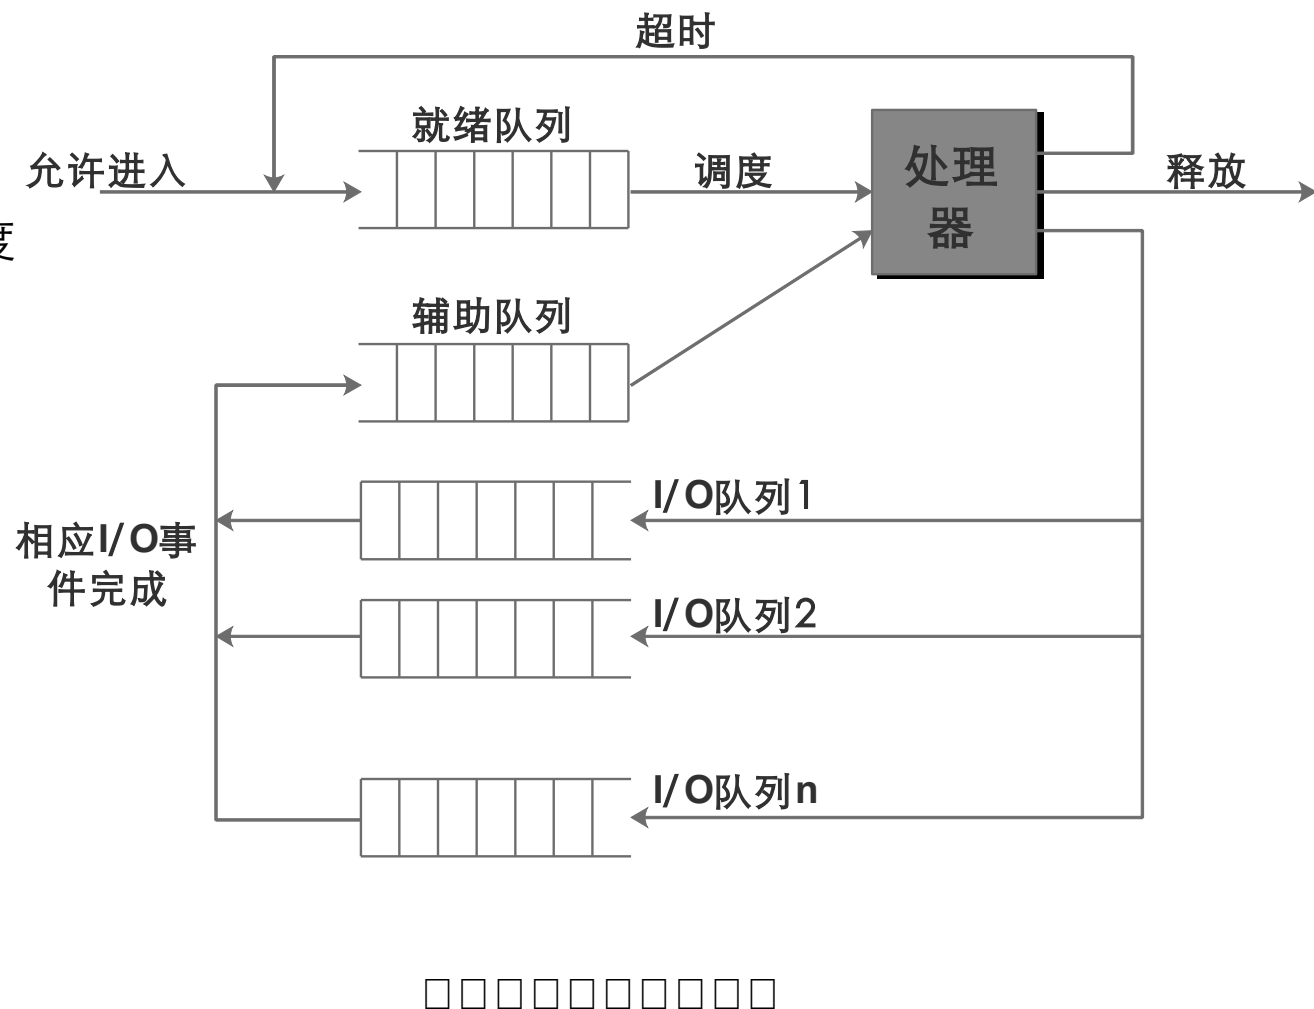 超时
就绪队列
允许进入
调度
处理
器
释放
度
辅助队列
I/O队列1
相应I/O事
件完成
I/O队列2
I/O队列n